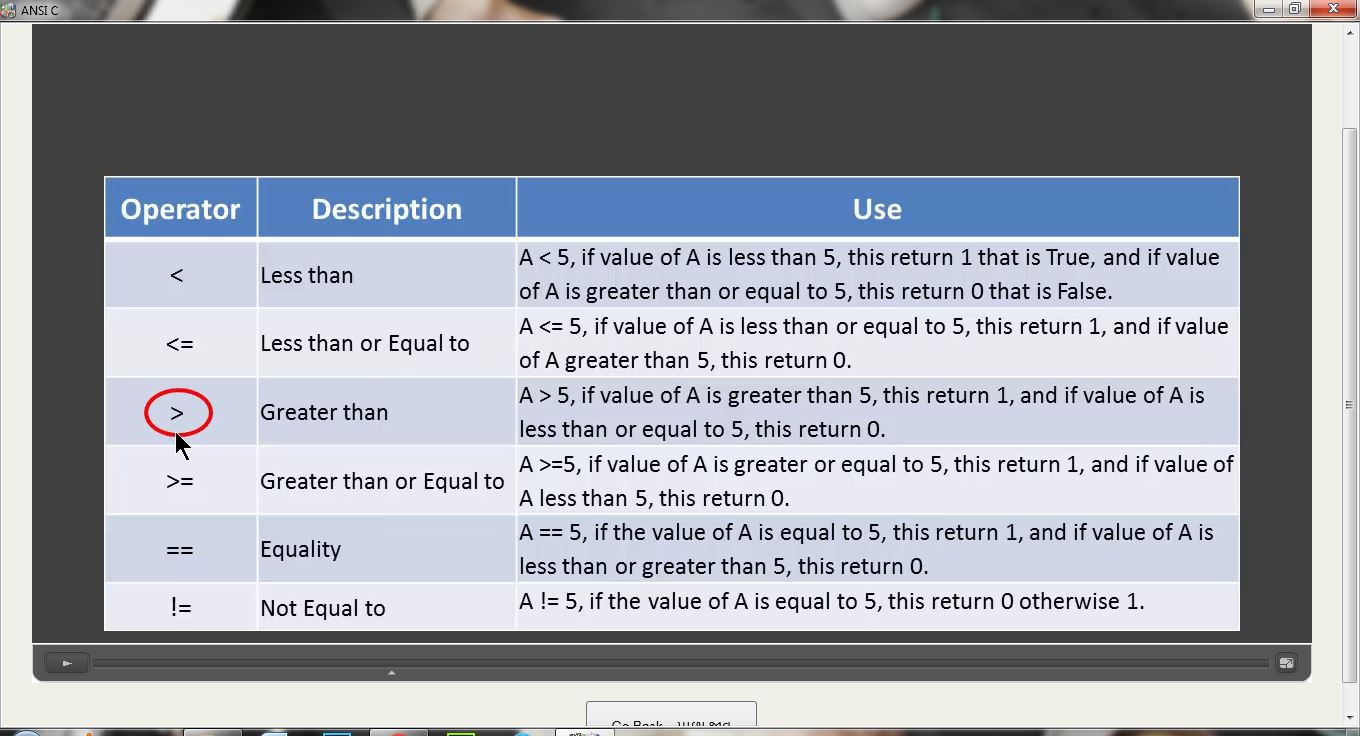 ANSI C
Operator
Description
Use
<
Less than
A < 5, if value of A is less than 5, this return 1 that is True, and if value
of A is greater than or equal to 5, this return 0 that is False.
<=
Less than or Equal to
A <= 5, if value of A is less than or equal to 5, this return 1, and if value
of A greater than 5, this return 0.
>
Greater than
A > 5, if value of A is greater than 5, this return 1, and if value of A is
less than or equal to 5, this return 0.
>=
Greater than or Equal to
A >=5, if value of A is greater or equal to 5, this return 1, and if value of
A less than 5, this return 0.
==
Equality
A == 5, if the value of A is equal to 5, this return 1, and if value of A is
less than or greater than 5, this return 0.
!=
Not Equal to
A != 5, if the value of A is equal to 5, this return 0 otherwise 1.
Go Back